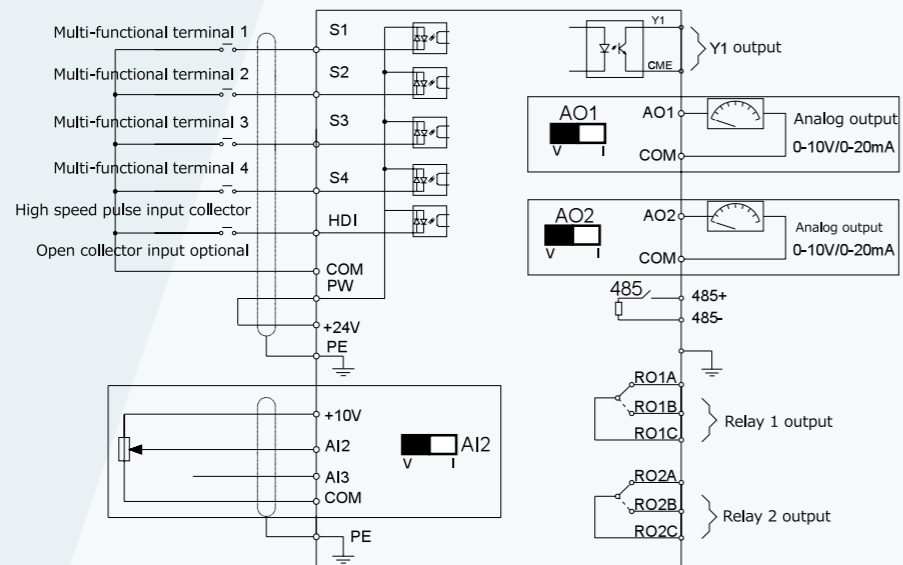 Multi-functional terminal 1
S1
Multi-functional terminal 2
S2
Multi-functional terminal 3
S3
Multi-functional terminal 4
S4
High speed pulse input collector
HDI
Open collector input optional
COM
PW
+24V
PE
+10V
AI2
AI3
COM
V I
AI2
PE
Y1
CME
Y1 output
AO1
V I
AO1
COM
Analog output
0-10V/0-20mA
AO2
V I
AO2
COM
Analog output
0-10V/0-20mA
485
485+
485-
RO1A
RO1B
RO1C
Relay 1 output
RO2A
RO2B
RO2C
Relay 2 output